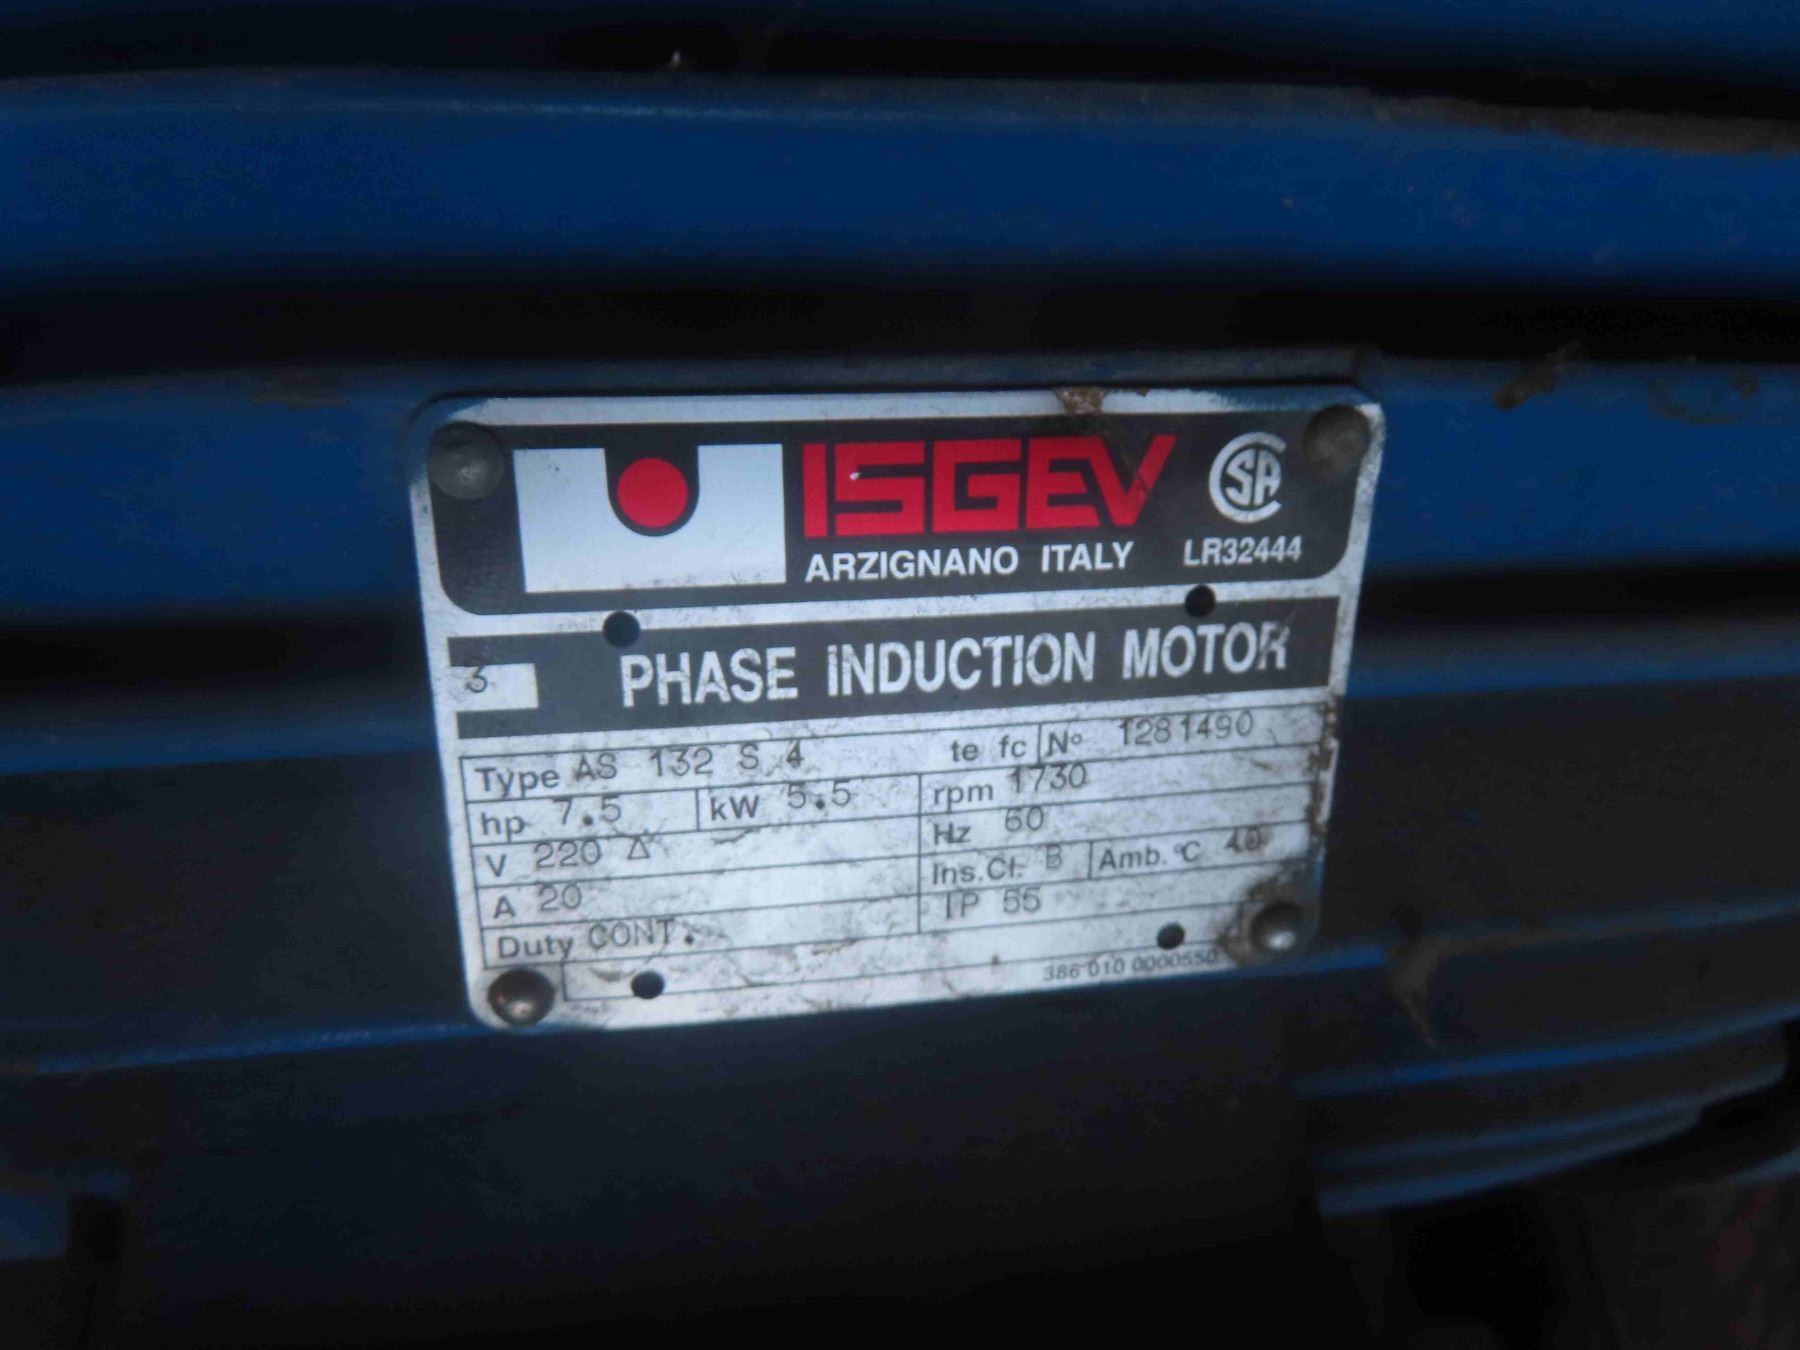 ISGEV
CSA
ARZIGNANO ITALY LR32444
3 PHASE INDUCTION MOTOR
Type AS 132 S 4 te fc N° 1281490
hp 7.5 kW 5.5 rpm 1730
V 220 Δ Hz 60
A 20 Ins.Cl. B Amb. °C 40
Duty CONT. IP 55
386 010 0000550